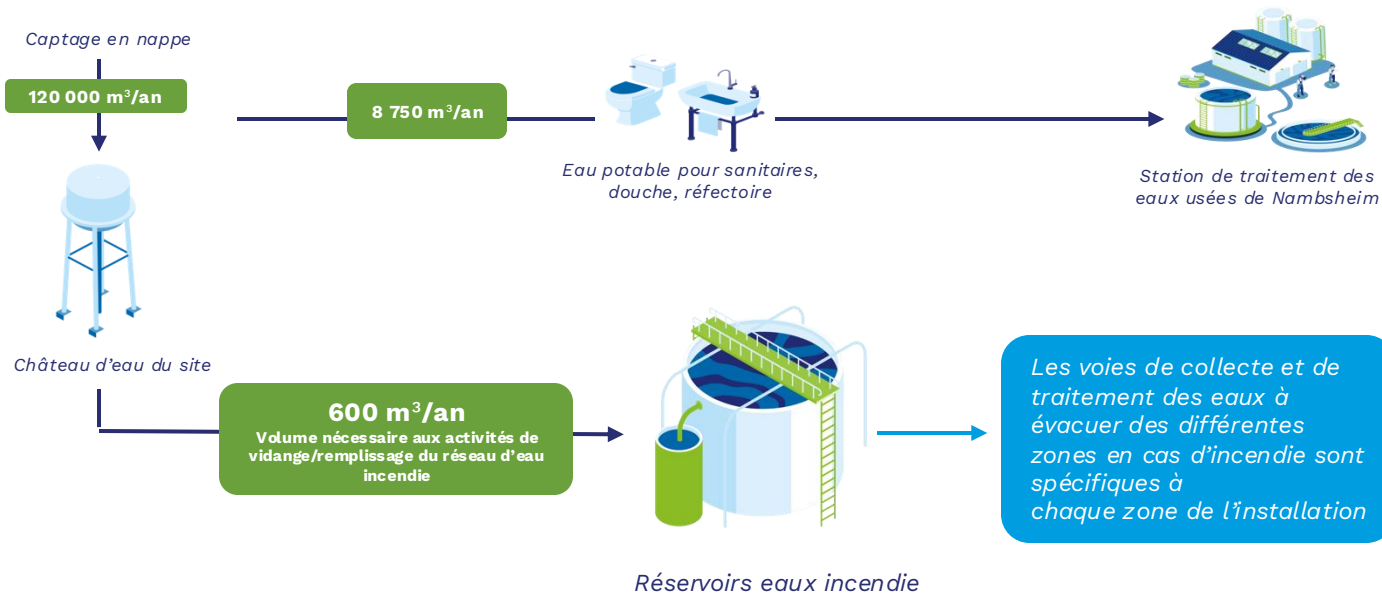 Captage en nappe
120 000 m³/an
8 750 m³/an
Eau potable pour sanitaires,
douche, réfectoire
Station de traitement des
eaux usées de Nambsheim
Château d’eau du site
600 m³/an
Volume nécessaire aux activités de
vidange/remplissage du réseau d’eau
incendie
Les voies de collecte et de
traitement des eaux à
évacuer des différentes
zones en cas d’incendie sont
spécifiques à
chaque zone de l’installation
Réservoirs eaux incendie